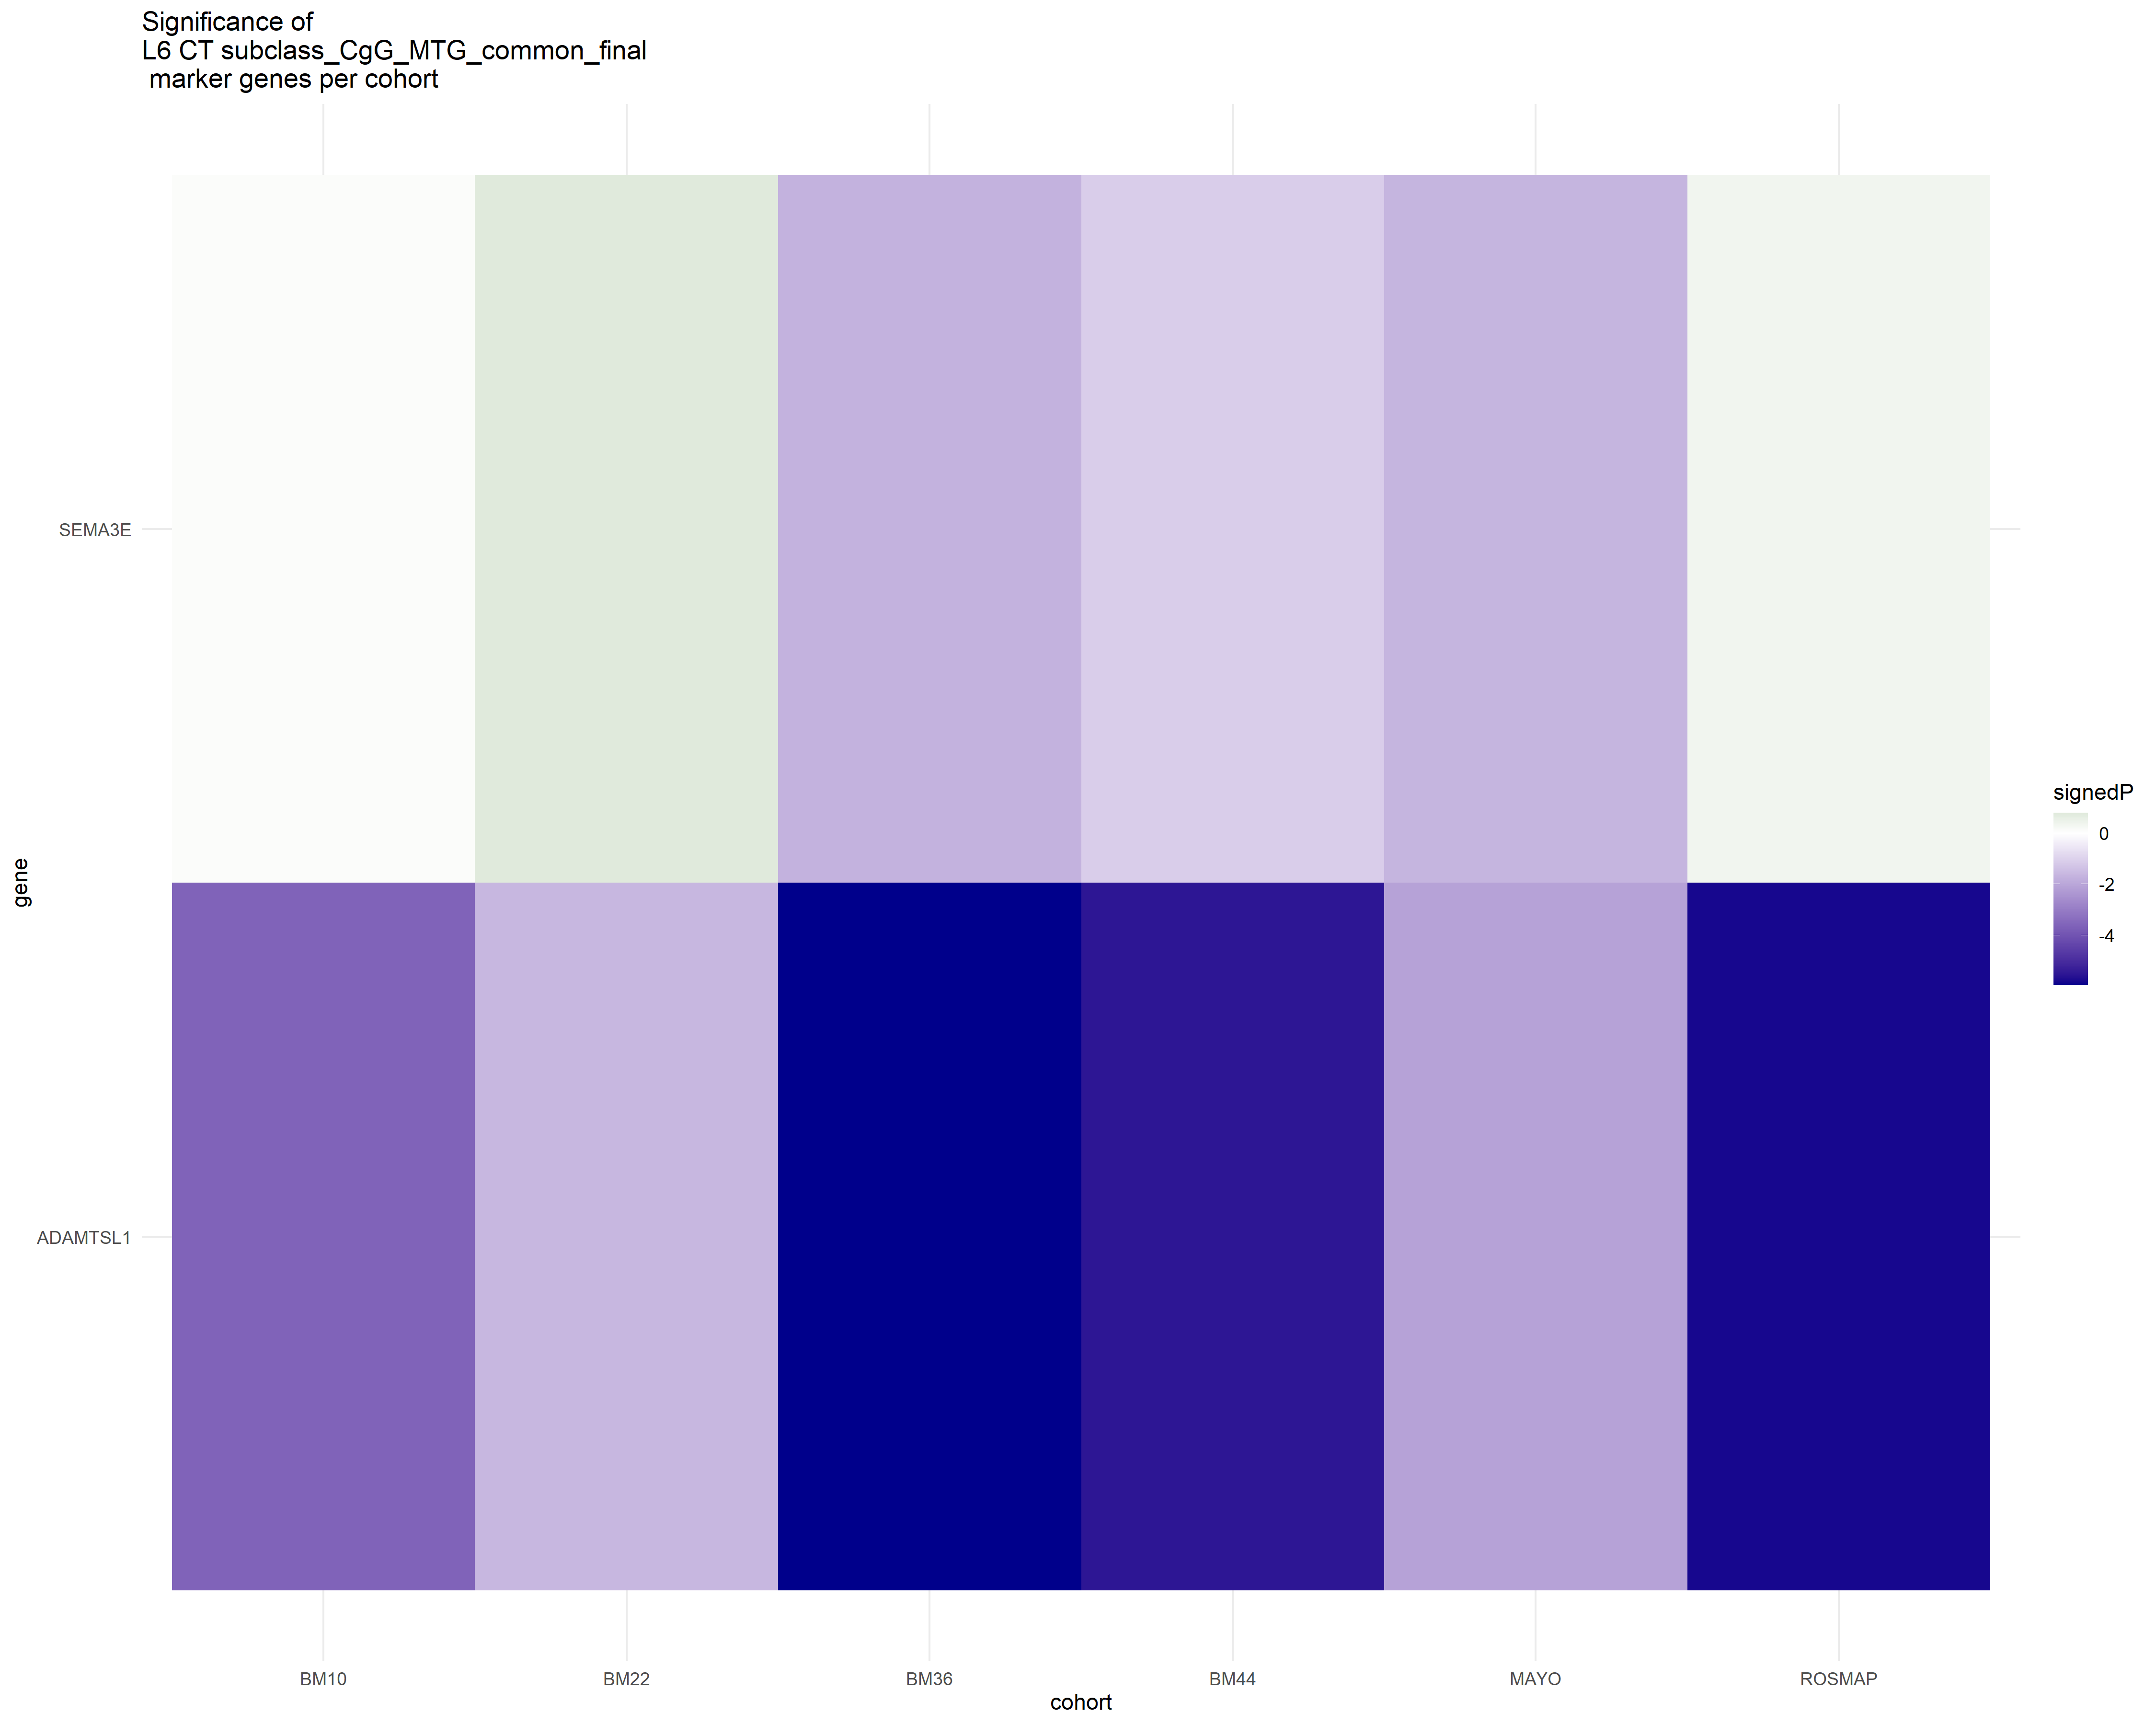 Significance of
L6 CT subclass_CgG_MTG_common_final
marker genes per cohort
SEMA3E
ADAMTSL1
gene
signedP
0
-2
-4
BM10 BM22 BM36 BM44 MAYO ROSMAP
cohort